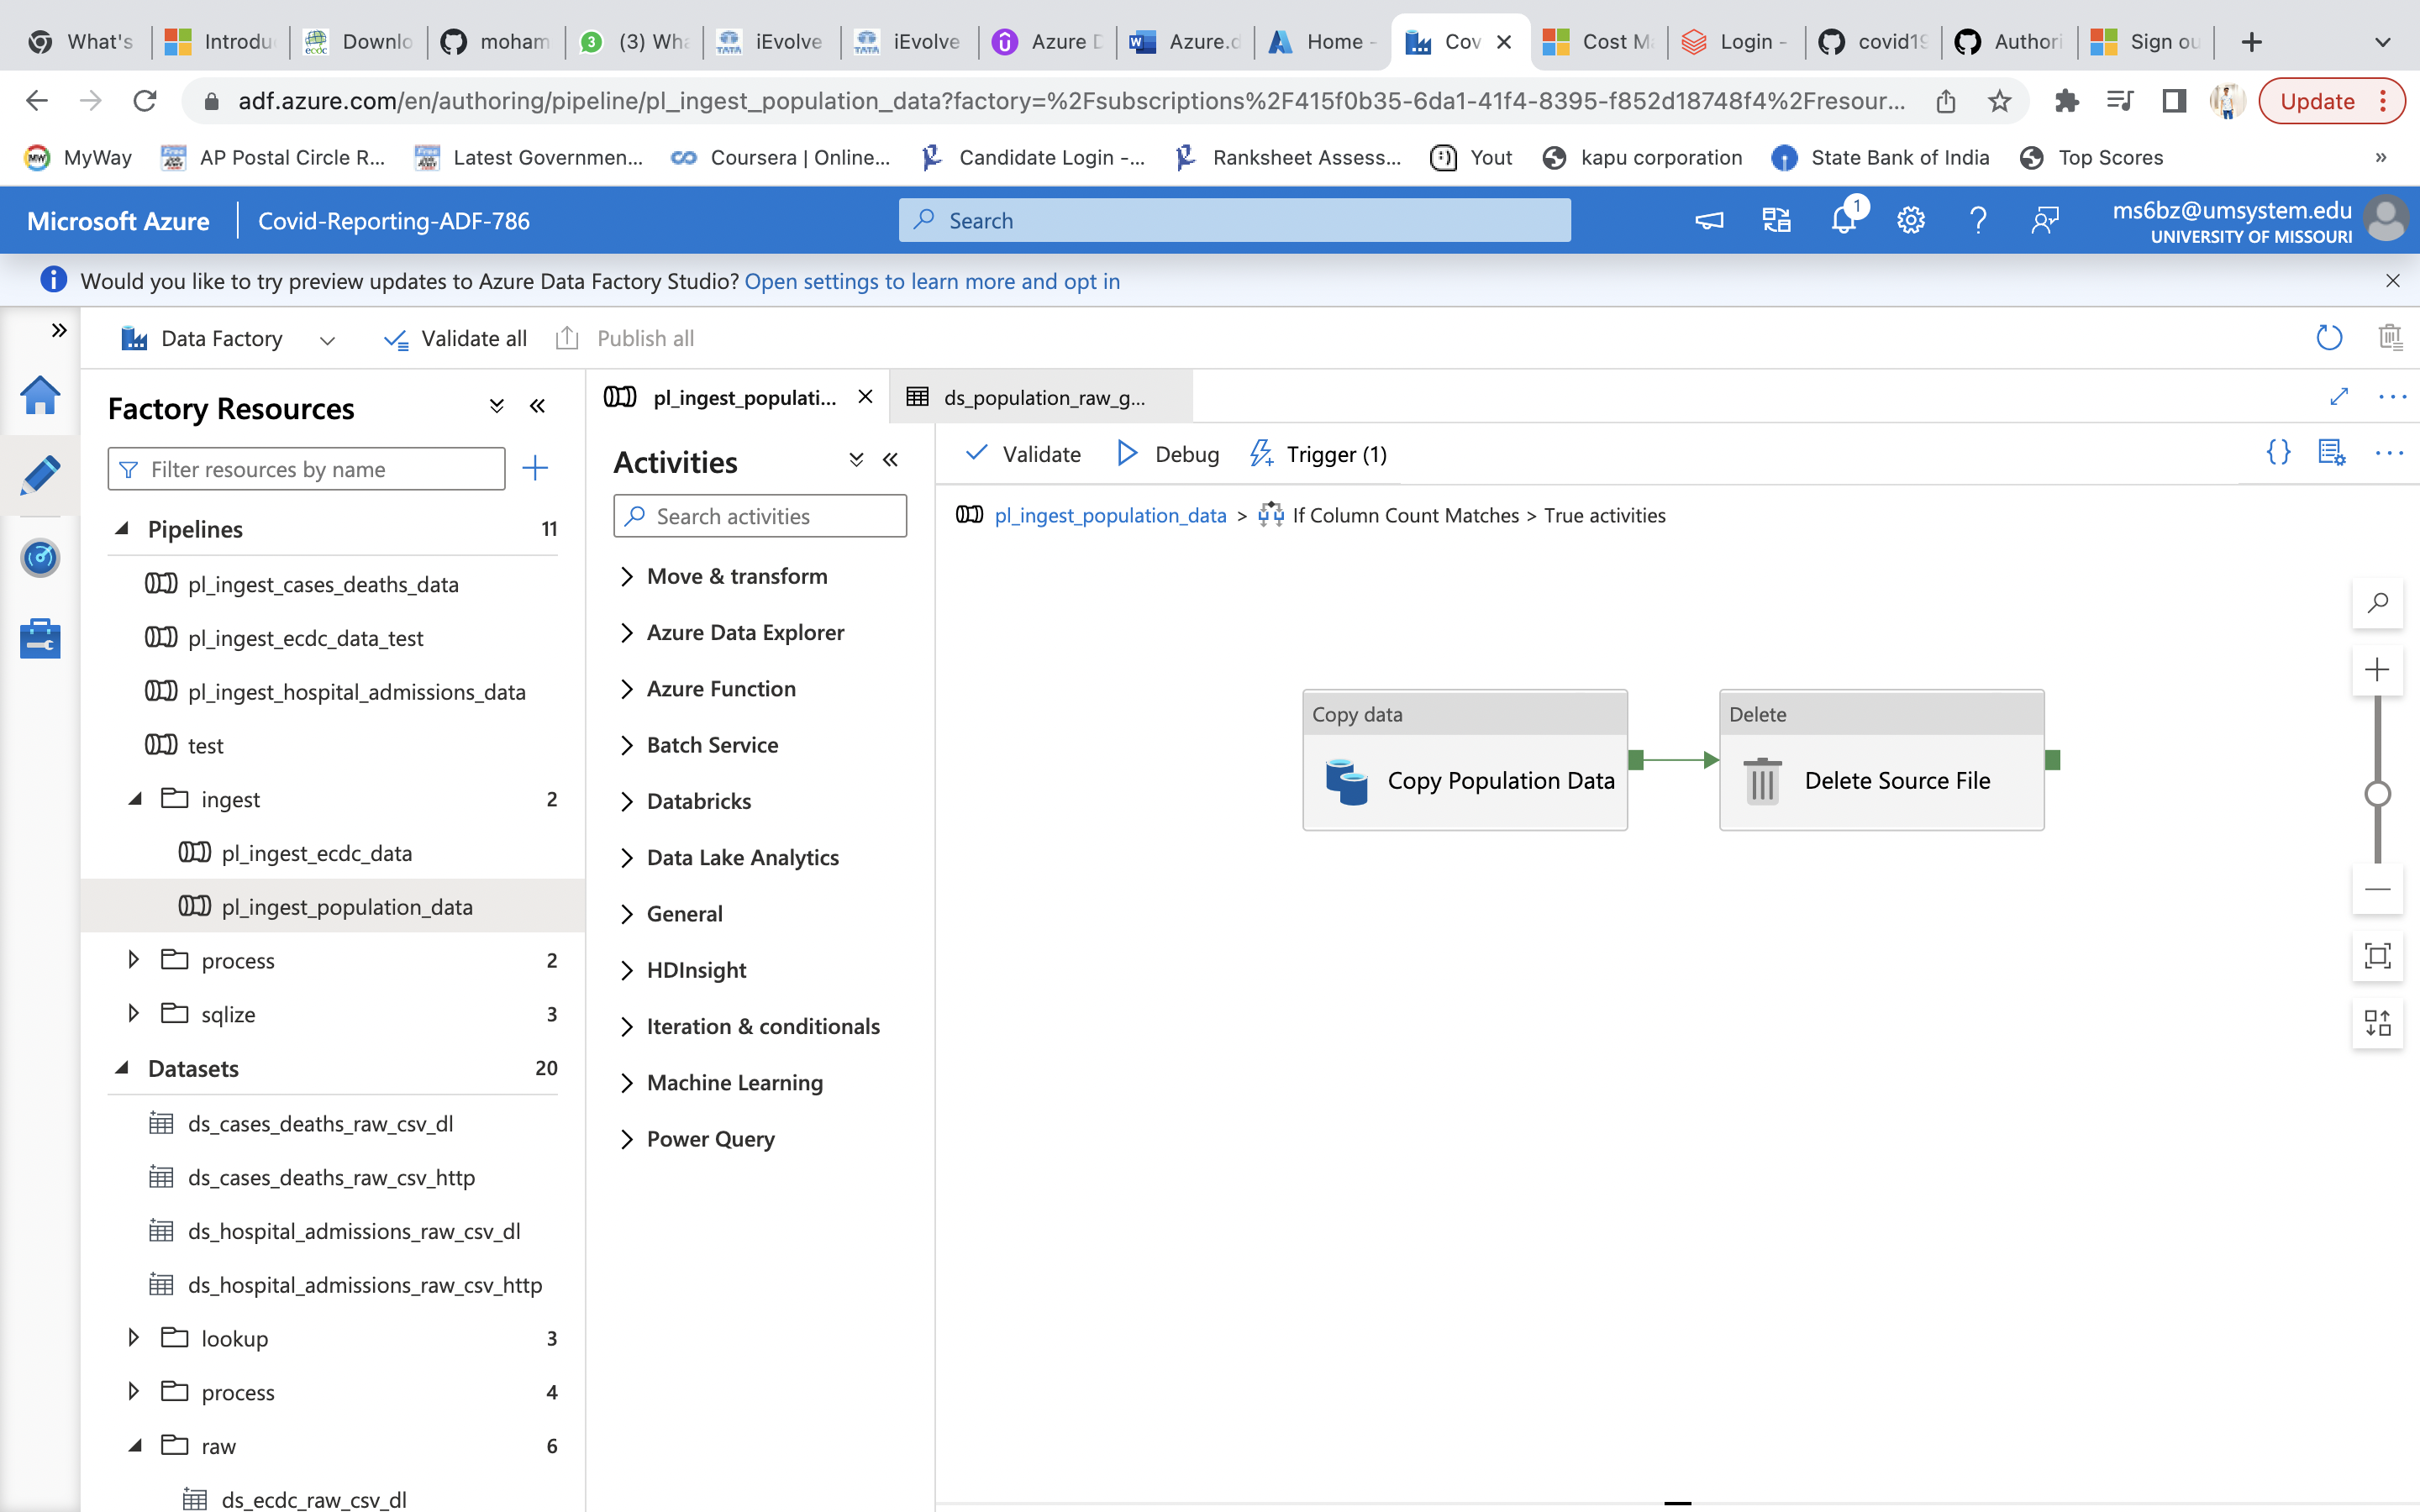 What's Introdu Downlo moham (3) Wha iEvolve iEvolve Azure D Azure.d Home - Cov Cost Ma Login - covid19 Authori Sign ou
adf.azure.com/en/authoring/pipeline/pl_ingest_population_data?factory=%2Fsubscriptions%2F415f0b35-6da1-41f4-8395-f852d18748f4%2Fresour... Update
MyWay AP Postal Circle R... Latest Governmen... Coursera | Online... Candidate Login -... Ranksheet Assess... Yout kapu corporation State Bank of India Top Scores »
Microsoft Azure Covid-Reporting-ADF-786 Search 1 ms6bz@umsystem.edu
UNIVERSITY OF MISSOURI
Would you like to try preview updates to Azure Data Factory Studio? Open settings to learn more and opt in
Data Factory Validate all Publish all
Factory Resources
Filter resources by name
Pipelines 11
pl_ingest_cases_deaths_data
pl_ingest_ecdc_data_test
pl_ingest_hospital_admissions_data
test
ingest 2
pl_ingest_ecdc_data
pl_ingest_population_data
process 2
sqlize 3
Datasets 20
ds_cases_deaths_raw_csv_dl
ds_cases_deaths_raw_csv_http
ds_hospital_admissions_raw_csv_dl
ds_hospital_admissions_raw_csv_http
lookup 3
process 4
raw 6
ds_ecdc_raw_csv_dl
pl_ingest_populati... ds_population_raw_g...
Activities
Search activities
Move & transform
Azure Data Explorer
Azure Function
Batch Service
Databricks
Data Lake Analytics
General
HDInsight
Iteration & conditionals
Machine Learning
Power Query
Validate Debug Trigger (1)
pl_ingest_population_data > If Column Count Matches > True activities
Copy data
Copy Population Data
Delete
Delete Source File